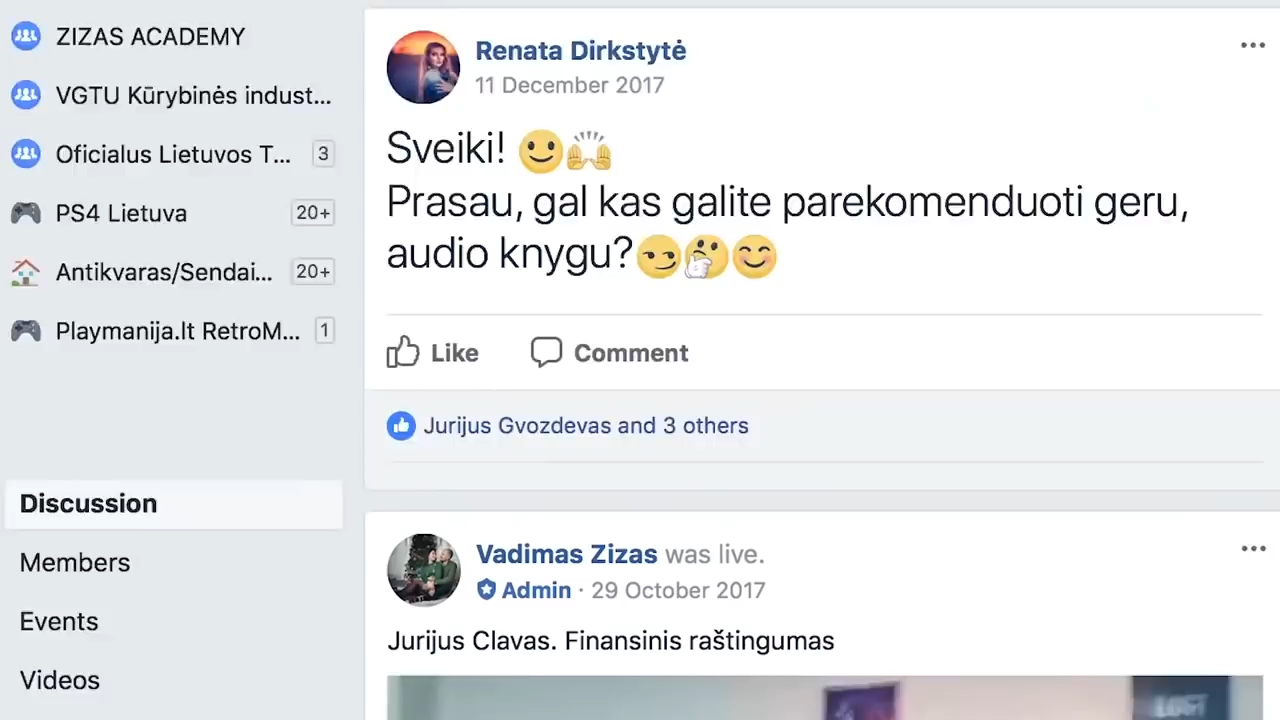 ZIZAS ACADEMY
VGTU Kūrybinės indust...
Oficialus Lietuvos T... 3
PS4 Lietuva 20+
Antikvaras/Sendai... 20+
Playmanija.lt RetroM... 1
Discussion
Members
Events
Videos
Renata Dirkstytė
11 December 2017
Sveiki! 🙂🙌
Prasau, gal kas galite parekomenduoti geru,
audio knygu?😏🤔😊
Like Comment
Jurijus Gvozdevas and 3 others
Vadimas Zizas was live.
Admin · 29 October 2017
Jurijus Clavas. Finansinis raštingumas
LOST